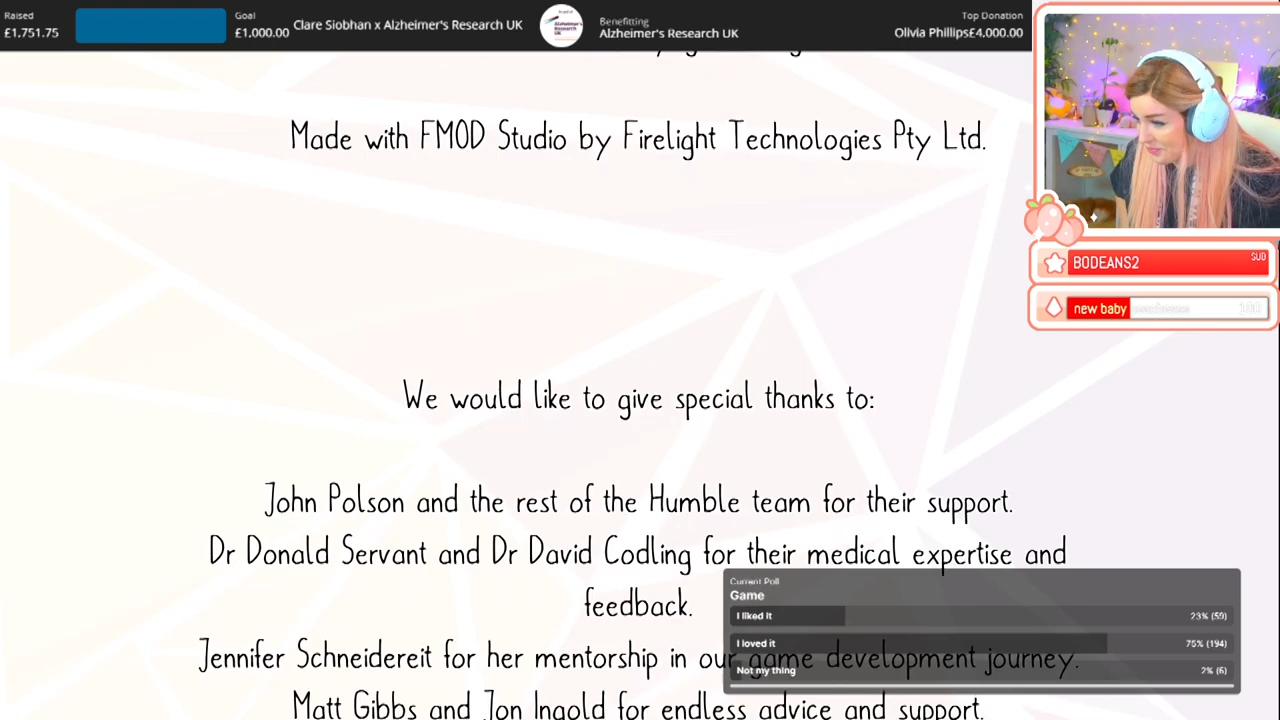 Raised
£1,751.75
Goal
£1,000.00
Clare Siobhan x Alzheimer's Research UK
Alzheimer's
Research
UK
Benefitting
Alzheimer's Research UK
Top Donation
Olivia Phillips£4,000.00
Made with FMOD Studio by Firelight Technologies Pty Ltd.
BODEANS2
SUB
new baby
We would like to give special thanks to:
John Polson and the rest of the Humble team for their support.
Dr Donald Servant and Dr David Codling for their medical expertise and
feedback.
Jennifer Schneidereit for her mentorship in our game development journey.
Matt Gibbs and Jon Ingold for endless advice and support.
Current Poll
Game
I liked it
23% (59)
I loved it
75% (194)
Not my thing
2% (6)